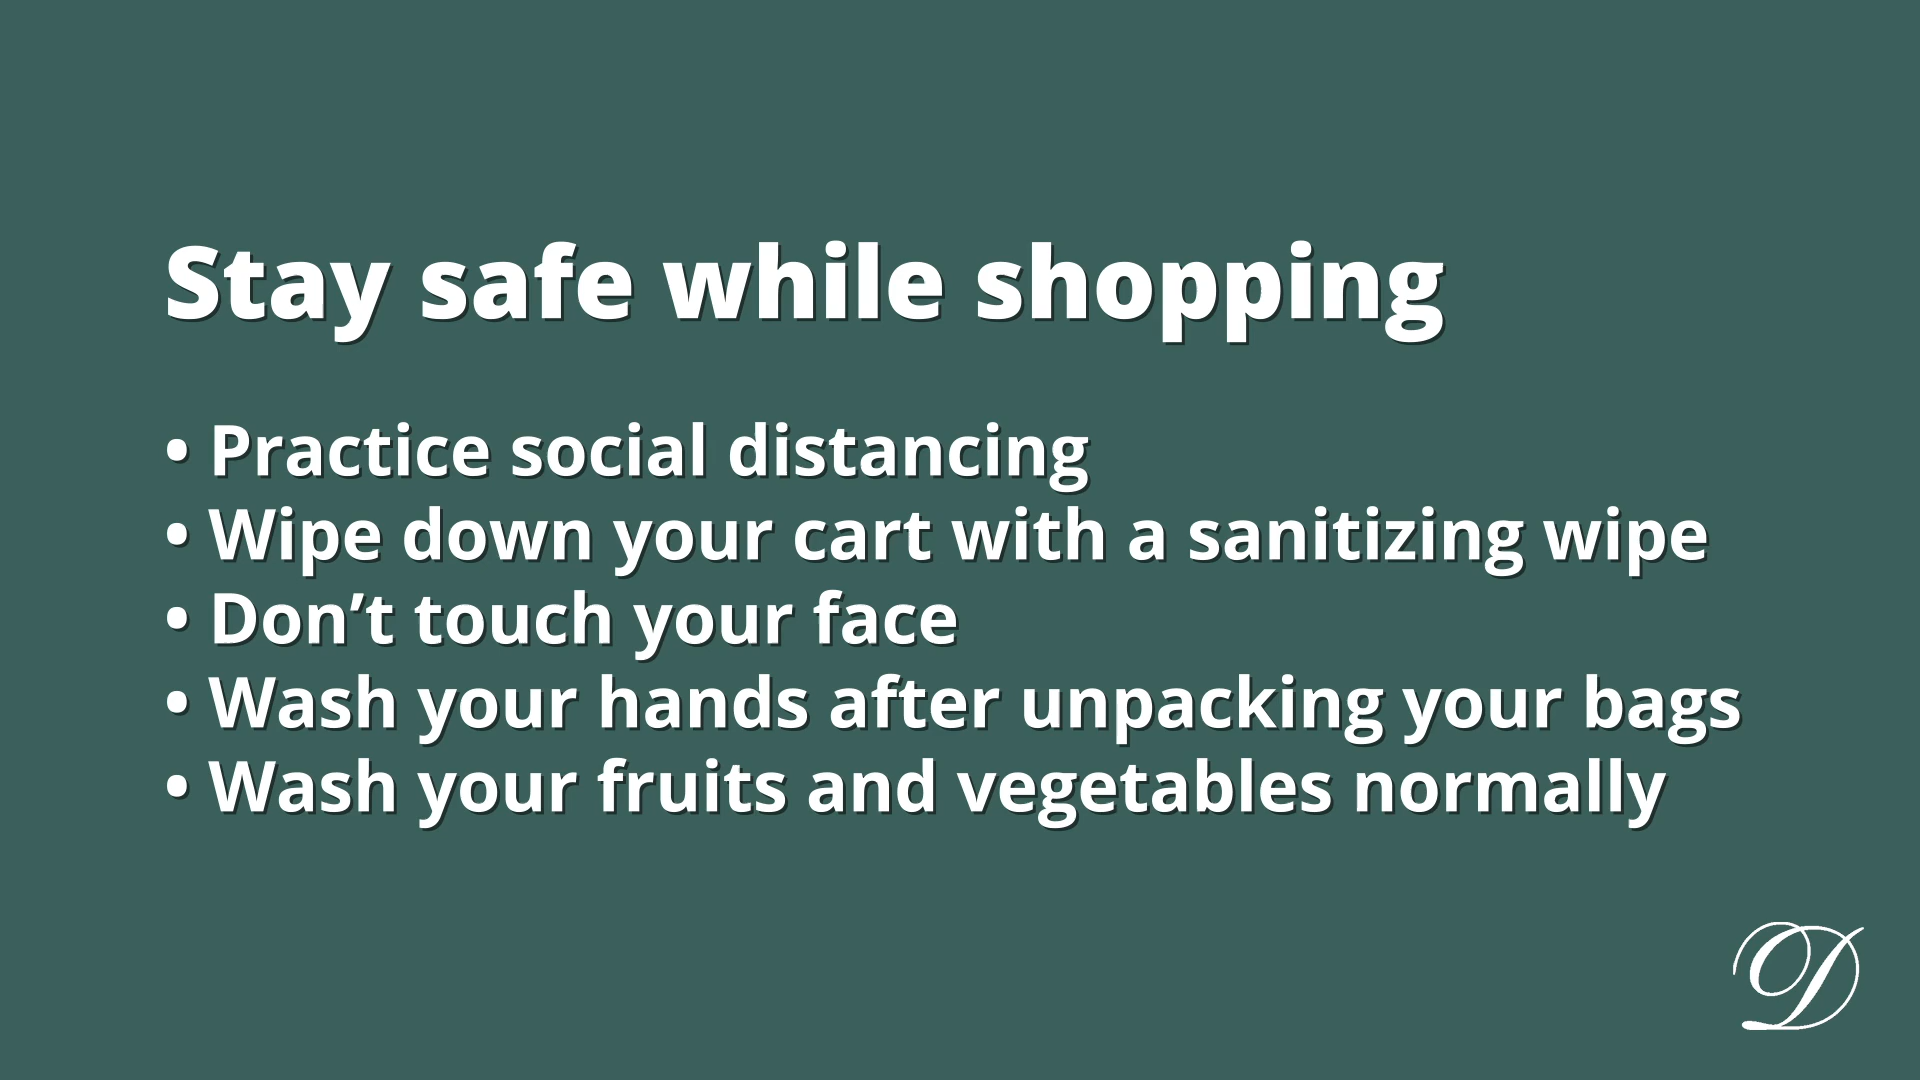 Stay safe while shopping
• Practice social distancing
• Wipe down your cart with a sanitizing wipe
• Don’t touch your face
• Wash your hands after unpacking your bags
• Wash your fruits and vegetables normally
D